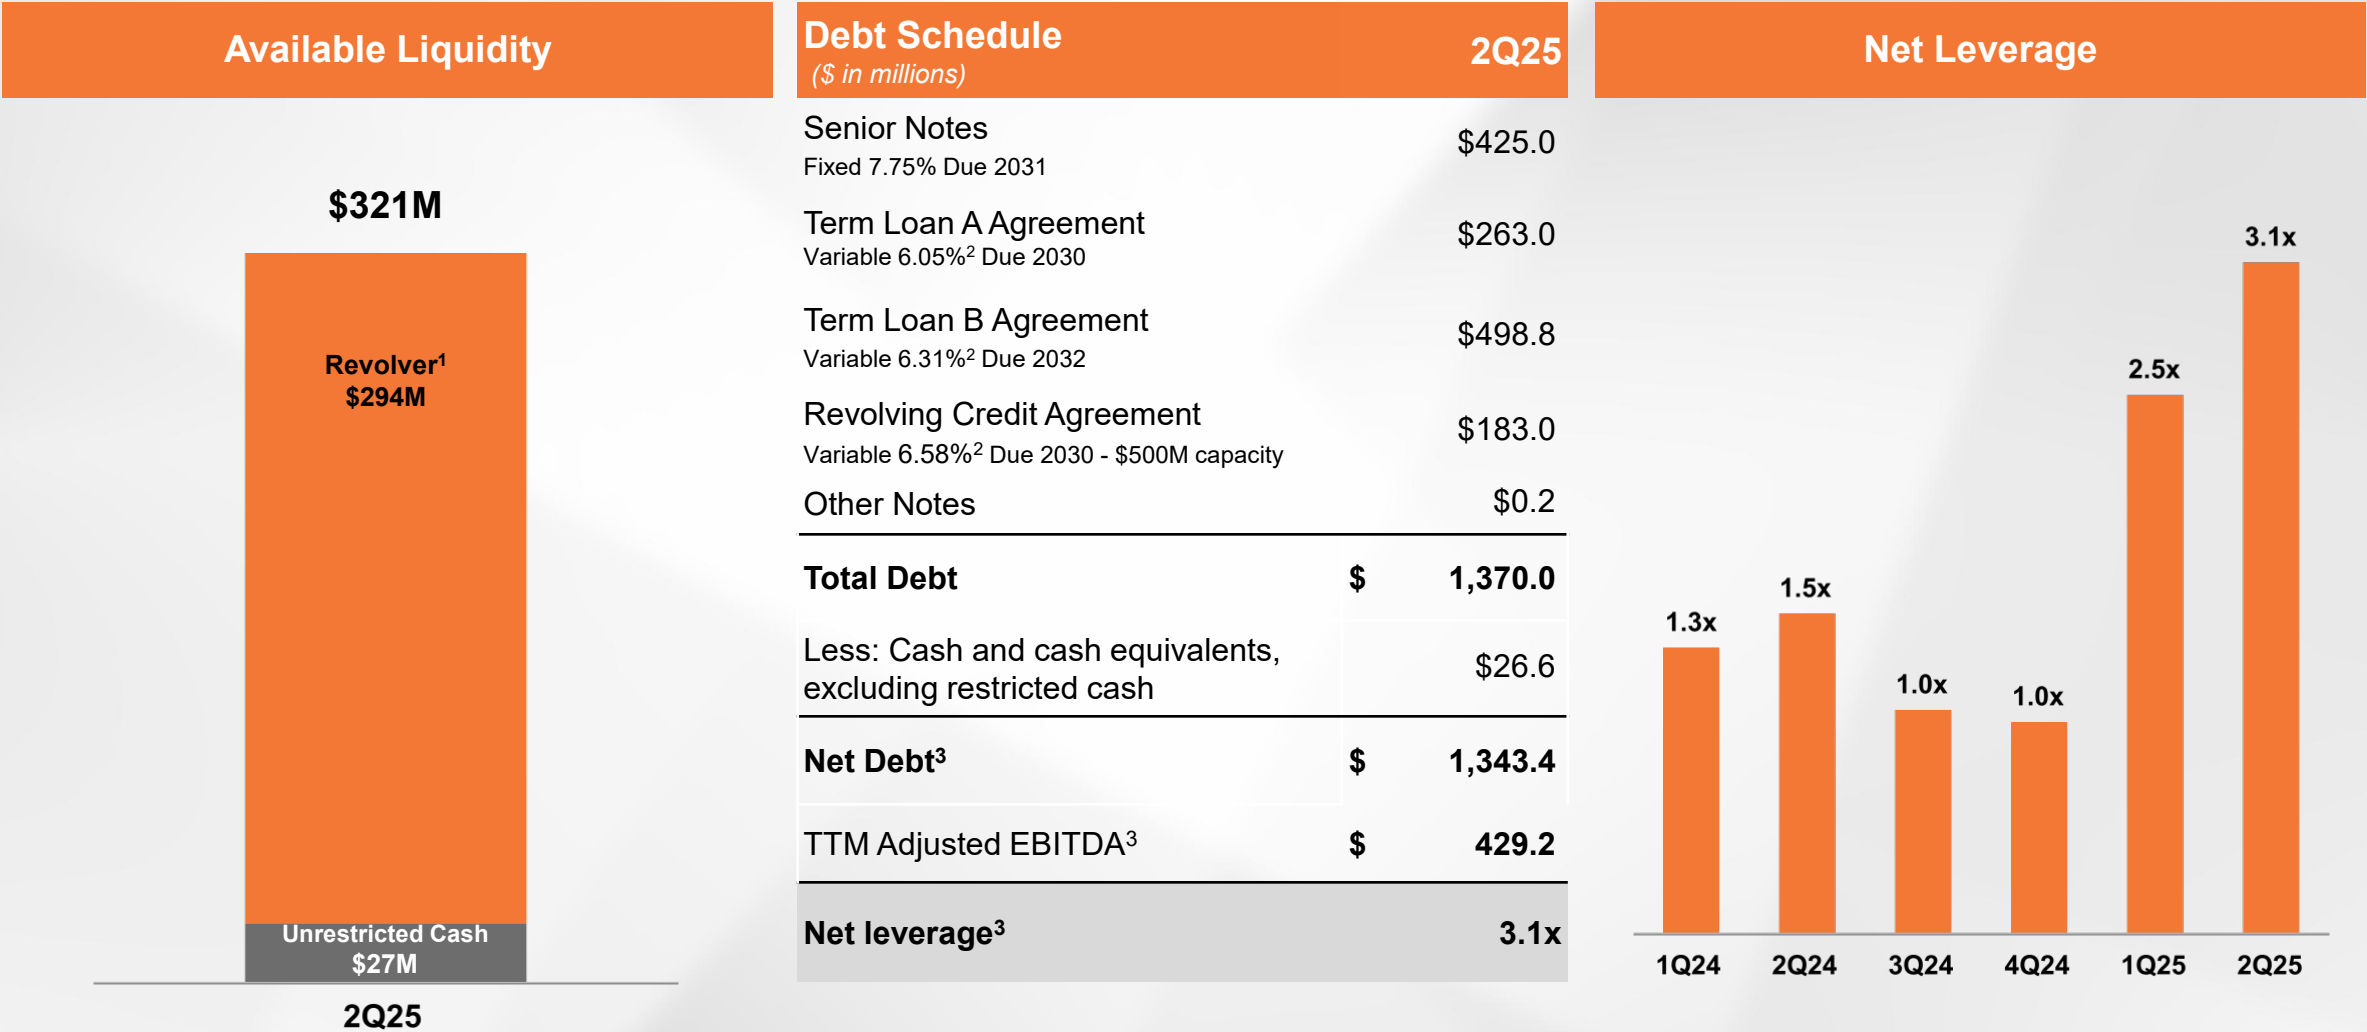 Available Liquidity
$321M
Revolver¹
$294M
Unrestricted Cash
$27M
2Q25
Debt Schedule
($ in millions)
2Q25
Senior Notes
Fixed 7.75% Due 2031
$425.0
Term Loan A Agreement
Variable 6.05%² Due 2030
$263.0
Term Loan B Agreement
Variable 6.31%² Due 2032
$498.8
Revolving Credit Agreement
Variable 6.58%² Due 2030 - $500M capacity
$183.0
Other Notes $0.2
Total Debt $ 1,370.0
Less: Cash and cash equivalents,
excluding restricted cash
$26.6
Net Debt³ $ 1,343.4
TTM Adjusted EBITDA³ $ 429.2
Net leverage³ 3.1x
Net Leverage
1.3x
1.5x
1.0x
1.0x
2.5x
3.1x
1Q24 2Q24 3Q24 4Q24 1Q25 2Q25